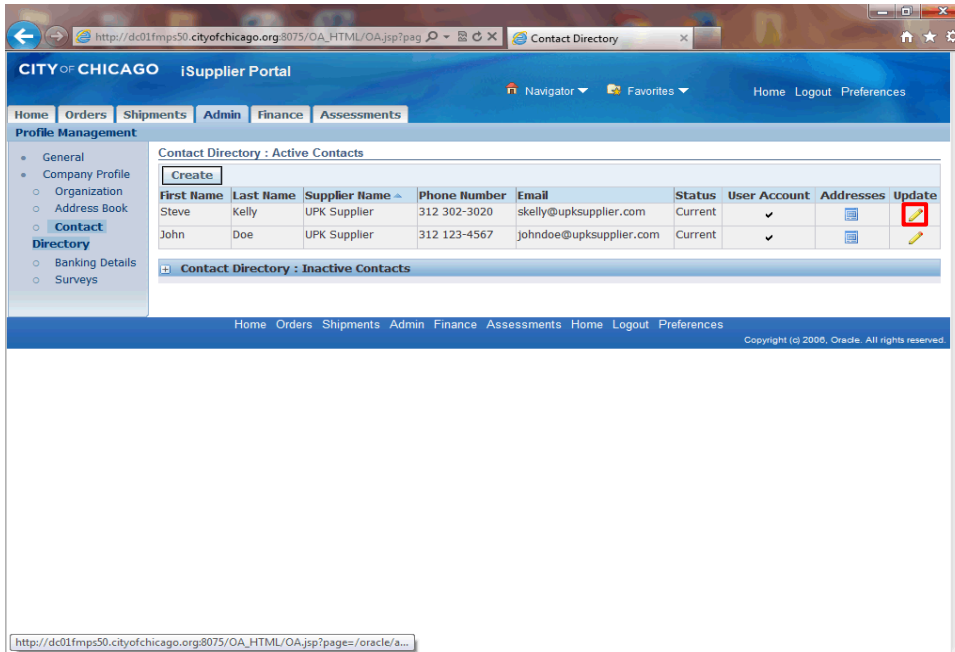 http://dc01fmps50.cityofchicago.org:8075/OA_HTML/OA.jsp?pag
Contact Directory
CITY OF CHICAGO iSupplier Portal
Navigator Favorites Home Logout Preferences
Home Orders Shipments Admin Finance Assessments
Profile Management
General
Company Profile
Organization
Address Book
Contact
Directory
Banking Details
Surveys
Contact Directory : Active Contacts
Create
First Name Last Name Supplier Name Phone Number Email Status User Account Addresses Update
Steve Kelly UPK Supplier 312 302-3020 skelly@upksupplier.com Current
John Doe UPK Supplier 312 123-4567 johndoe@upksupplier.com Current
Contact Directory : Inactive Contacts
Home Orders Shipments Admin Finance Assessments Home Logout Preferences
Copyright (c) 2006, Oracle. All rights reserved.
http://dc01fmps50.cityofchicago.org:8075/OA_HTML/OA.jsp?page=/oracle/a...